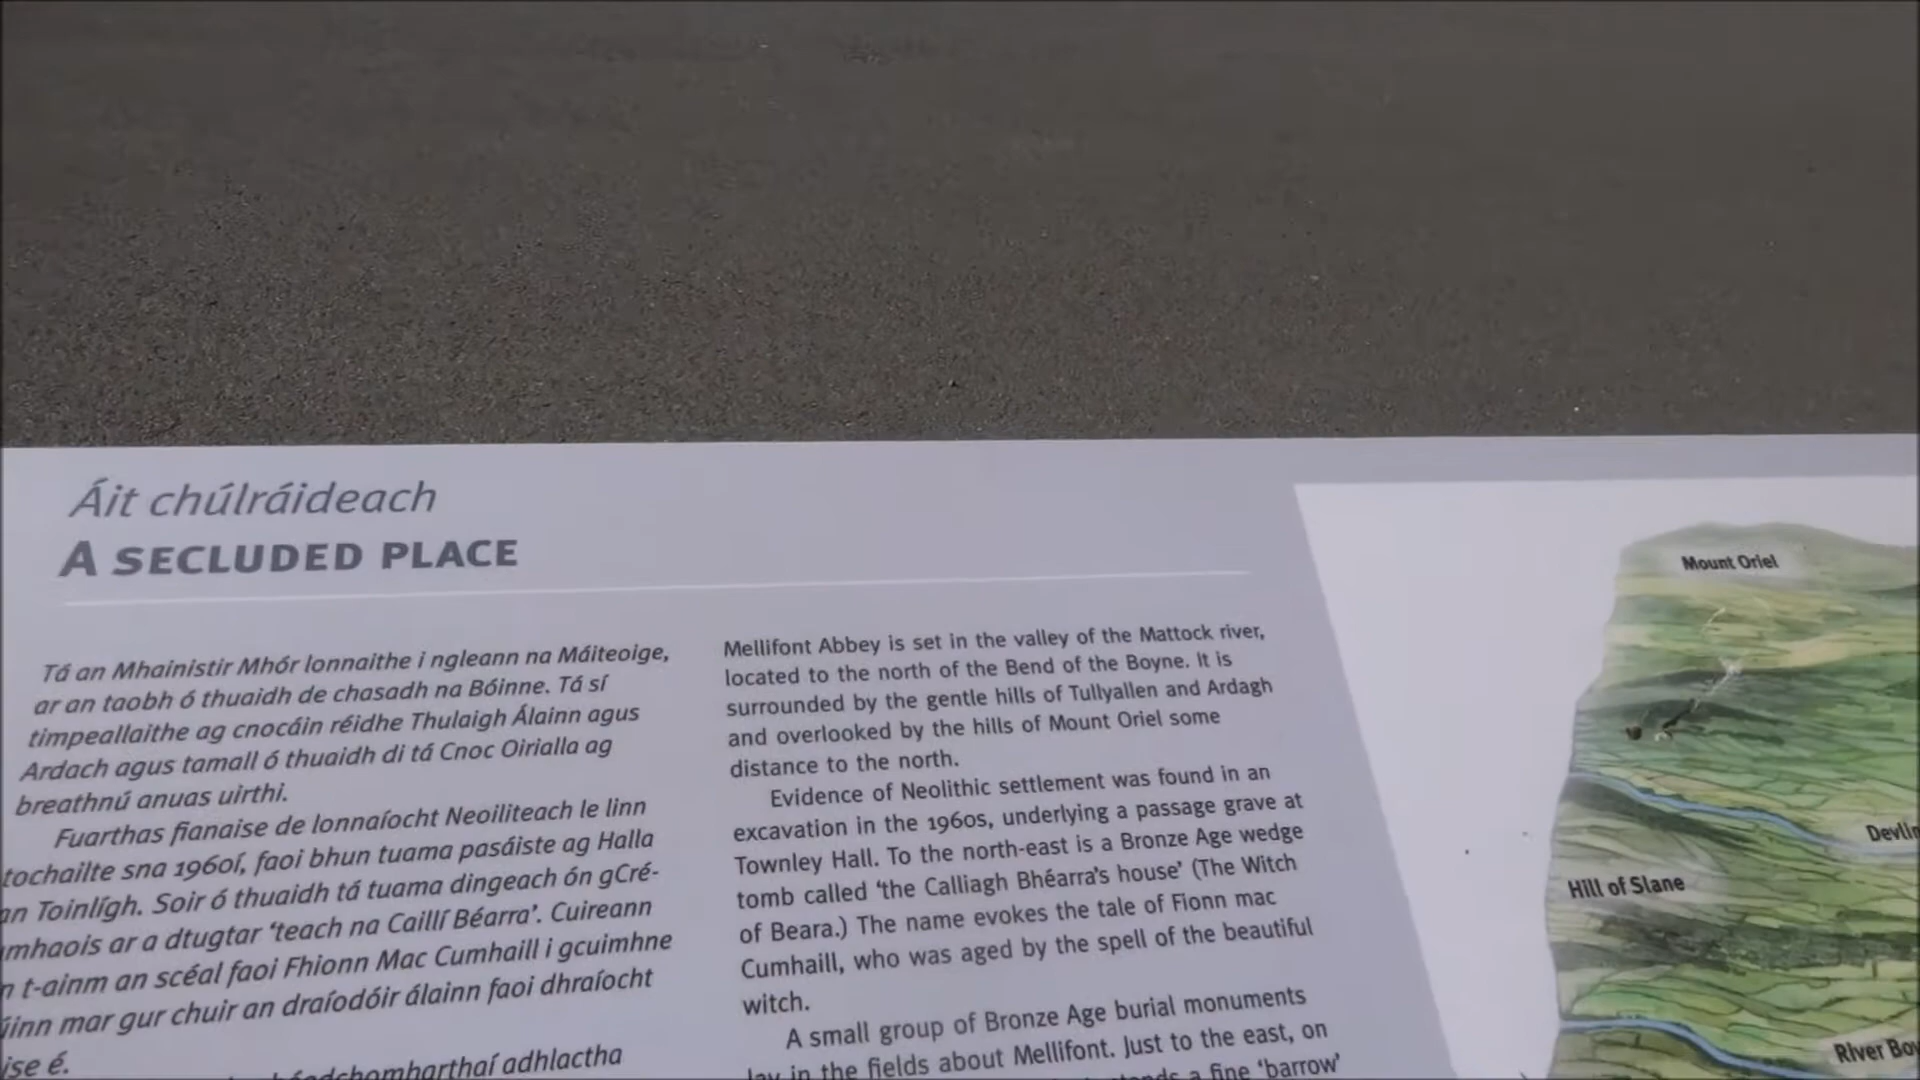 Áit chúlráideach
A SECLUDED PLACE
Tá an Mhainistir Mhór lonnaithe i ngleann na Máiteoige,
ar an taobh ó thuaidh de chasadh na Bóinne. Tá sí
timpeallaithe ag cnocáin réidhe Thulaigh Álainn agus
Ardach agus tamall ó thuaidh di tá Cnoc Oirialla ag
breathnú anuas uirthi.
Fuarthas fianaise de lonnaíocht Neoiliteach le linn
tochailte sna 1960í, faoi bhun tuama pasáiste ag Halla
an Toinlígh. Soir ó thuaidh tá tuama dingeach ón gCré-
mhaois ar a dtugtar ‘teach na Caillí Béarra’. Cuireann
t-ainm an scéal faoi Fhionn Mac Cumhaill i gcuimhne
mar gur chuir an draíodóir álainn faoi dhraíocht
é.
adhlactha
Mellifont Abbey is set in the valley of the Mattock river,
located to the north of the Bend of the Boyne. It is
surrounded by the gentle hills of Tullyallen and Ardagh
and overlooked by the hills of Mount Oriel some
distance to the north.
Evidence of Neolithic settlement was found in an
excavation in the 1960s, underlying a passage grave at
Townley Hall. To the north-east is a Bronze Age wedge
tomb called ‘the Calliagh Bhéarra’s house’ (The Witch
of Beara.) The name evokes the tale of Fionn mac
Cumhaill, who was aged by the spell of the beautiful
witch.
A small group of Bronze Age burial monuments
lay in the fields about Mellifont. Just to the east, on
a fine ‘barrow’
Mount Oriel
Devlin
Hill of Slane
River Boy